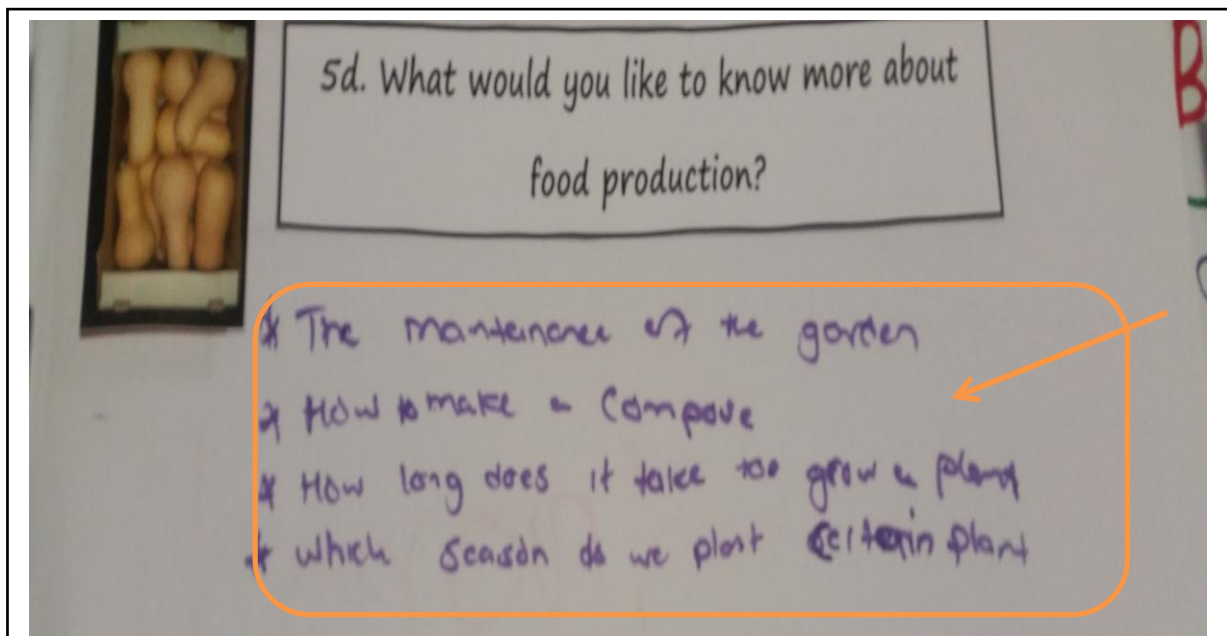 5d. What would you like to know more about
food production?
* The mainteinance of the garden
* How to make a Compove
* How long does it take too grow a plant
* which season do we plant certain plant
B